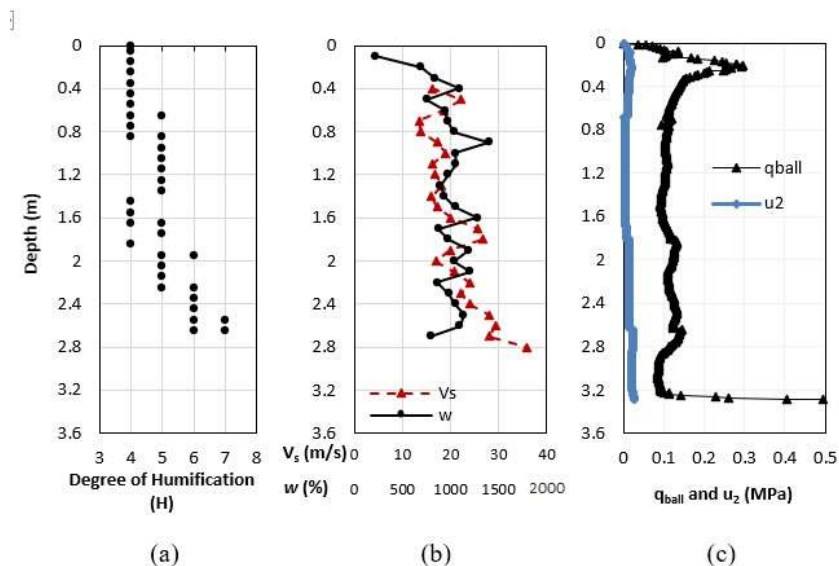 0
0.4
0.8
1.2
1.6
2
2.4
2.8
3.2
3.6
Depth (m)
3 4 5 6 7 8
Degree of Humification
(H)
(a)
0
0.4
0.8
1.2
1.6
2
2.4
2.8
3.2
3.6
Vs
w
Vs (m/s) 0 10 20 30 40
w (%) 0 500 1000 1500 2000
(b)
0
0.4
0.8
1.2
1.6
2
2.4
2.8
3.2
3.6
qball
u2
0 0.1 0.2 0.3 0.4 0.5
qball and u2 (MPa)
(c)